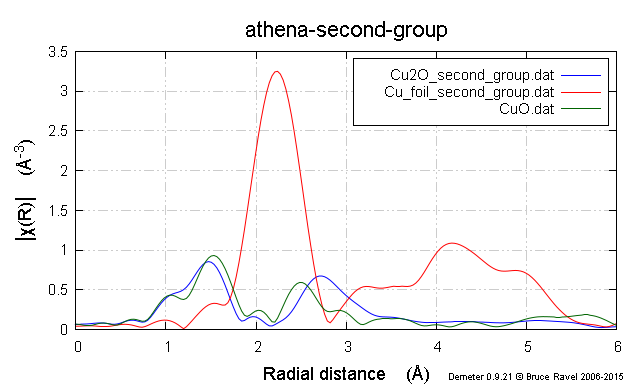 athena-second-group
3.5
3
2.5
2
1.5
1
0.5
0
|χ(R)| (Å⁻³)
Cu2O_second_group.dat
Cu_foil_second_group.dat
CuO.dat
0 1 2 3 4 5 6
Radial distance (Å)
Demeter 0.9.21 © Bruce Ravel 2006-2015